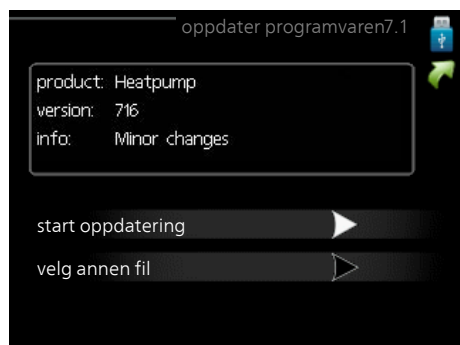 oppdater programvaren7.1
product: Heatpump
version: 716
info: Minor changes
start oppdatering
velg annen fil